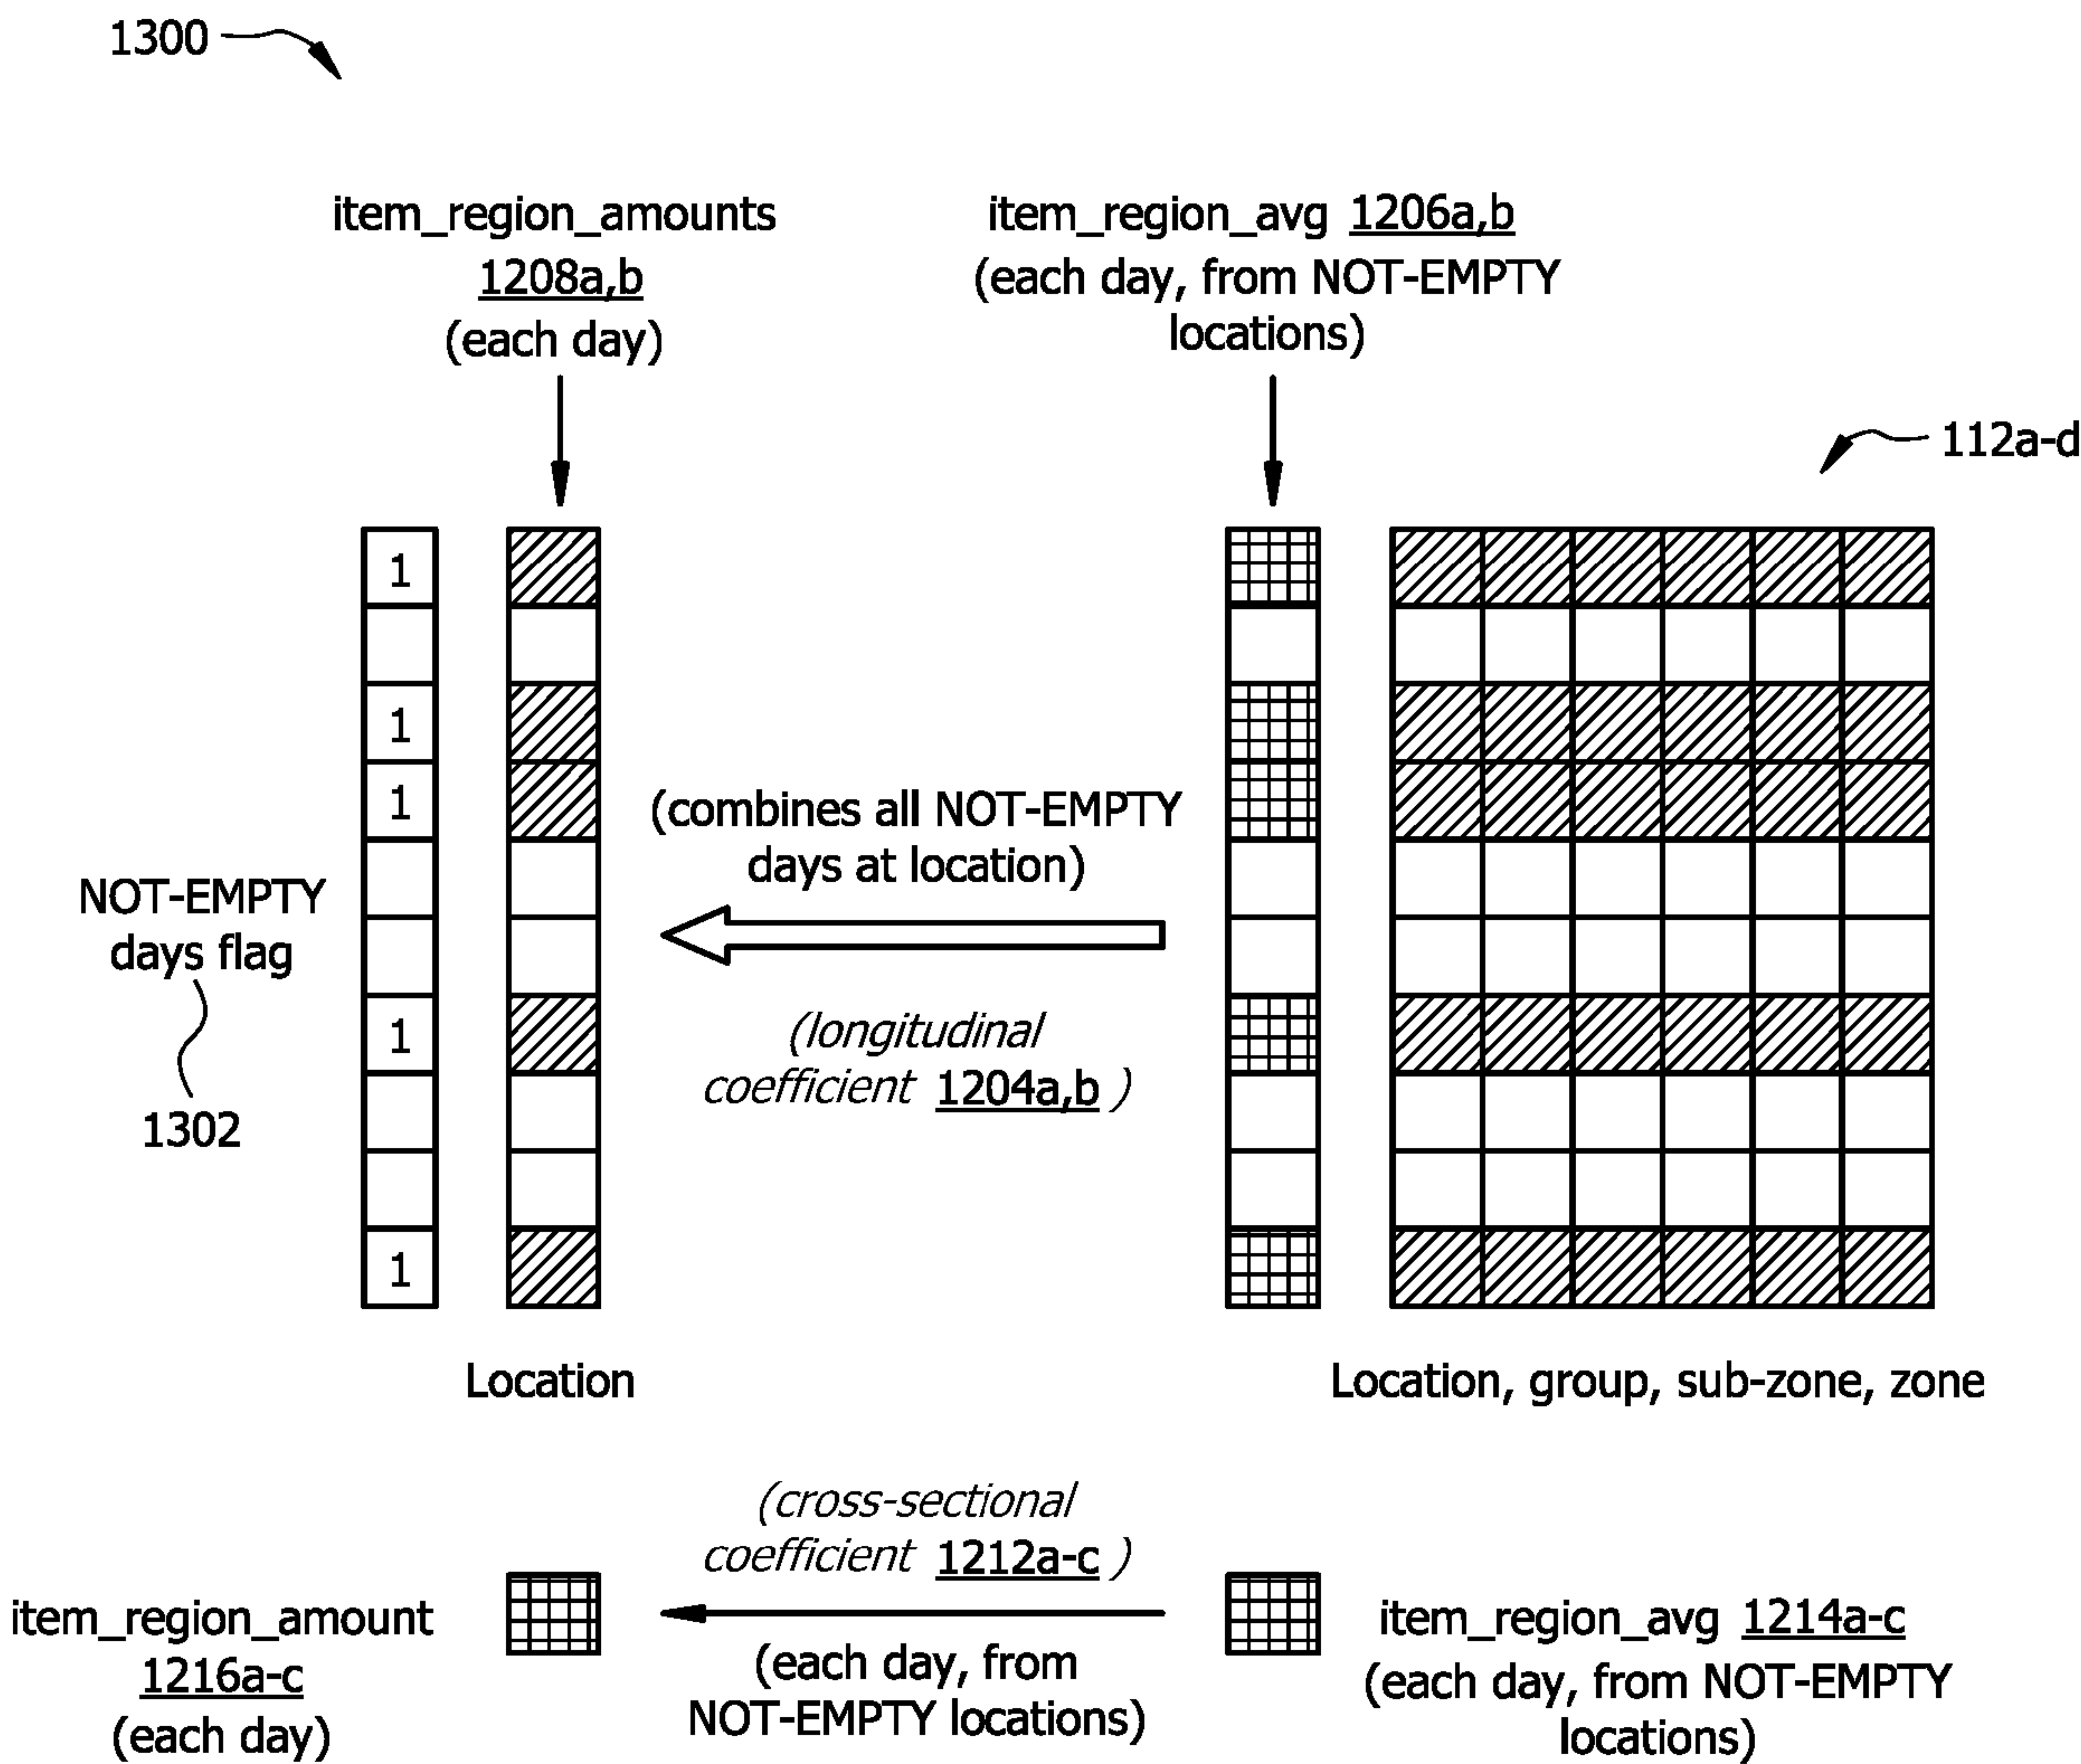 1300
item_region_amounts
1208a,b
(each day)
item_region_avg 1206a,b
(each day, from NOT-EMPTY
locations)
112a-d
1
1
1
1
1
NOT-EMPTY
days flag
1302
(combines all NOT-EMPTY
days at location)
(longitudinal
coefficient 1204a,b )
Location
Location, group, sub-zone, zone
item_region_amount
1216a-c
(each day)
(cross-sectional
coefficient 1212a-c )
(each day, from
NOT-EMPTY locations)
item_region_avg 1214a-c
(each day, from NOT-EMPTY
locations)